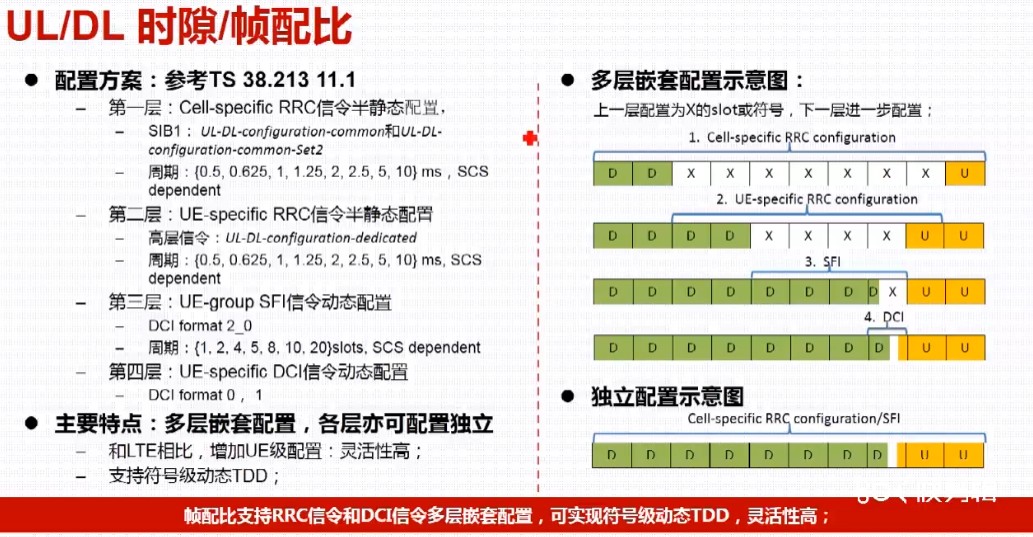 UL/DL 时隙/帧配比
● 配置方案：参考TS 38.213 11.1
– 第一层：Cell-specific RRC信令半静态配置，
– SIB1： UL-DL-configuration-common和UL-DL-
configuration-common-Set2
– 周期：{0.5, 0.625, 1, 1.25, 2, 2.5, 5, 10} ms，SCS
dependent
– 第二层：UE-specific RRC信令半静态配置
– 高层信令：UL-DL-configuration-dedicated
– 周期：{0.5, 0.625, 1, 1.25, 2, 2.5, 5, 10} ms, SCS
dependent
– 第三层：UE-group SFI信令动态配置
– DCI format 2_0
– 周期：{1, 2, 4, 5, 8, 10, 20}slots, SCS dependent
– 第四层：UE-specific DCI信令动态配置
– DCI format 0， 1
● 主要特点：多层嵌套配置，各层亦可配置独立
– 和LTE相比，增加UE级配置：灵活性高；
– 支持符号级动态TDD；
● 多层嵌套配置示意图：
上一层配置为X的slot或符号，下一层进一步配置；
1. Cell-specific RRC configuration
D D X X X X X X X U
2. UE-specific RRC configuration
D D D D X X X X U U
3. SFI
D D D D D D D D X U U
4. DCI
D D D D D D D D U U
● 独立配置示意图
Cell-specific RRC configuration/SFI
D D D D D D D D U U
帧配比支持RRC信令和DCI信令多层嵌套配置，可实现符号级动态TDD，灵活性高；